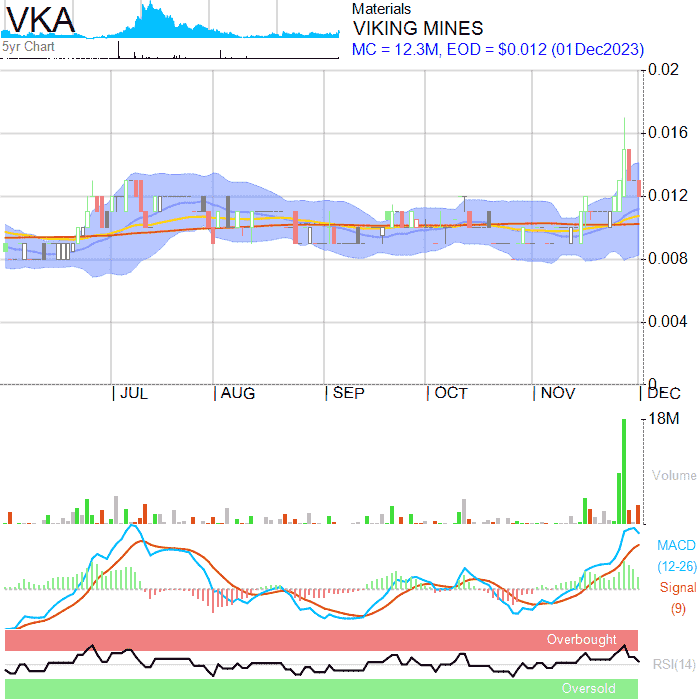 VKA
5yr Chart
Materials
VIKING MINES
MC = 12.3M, EOD = $0.012 (01Dec2023)
0.02
0.016
0.012
0.008
0.004
0
JUL AUG SEP OCT NOV DEC
18M
Volume
MACD
(12-26)
Signal
(9)
Overbought
RSI(14)
Oversold